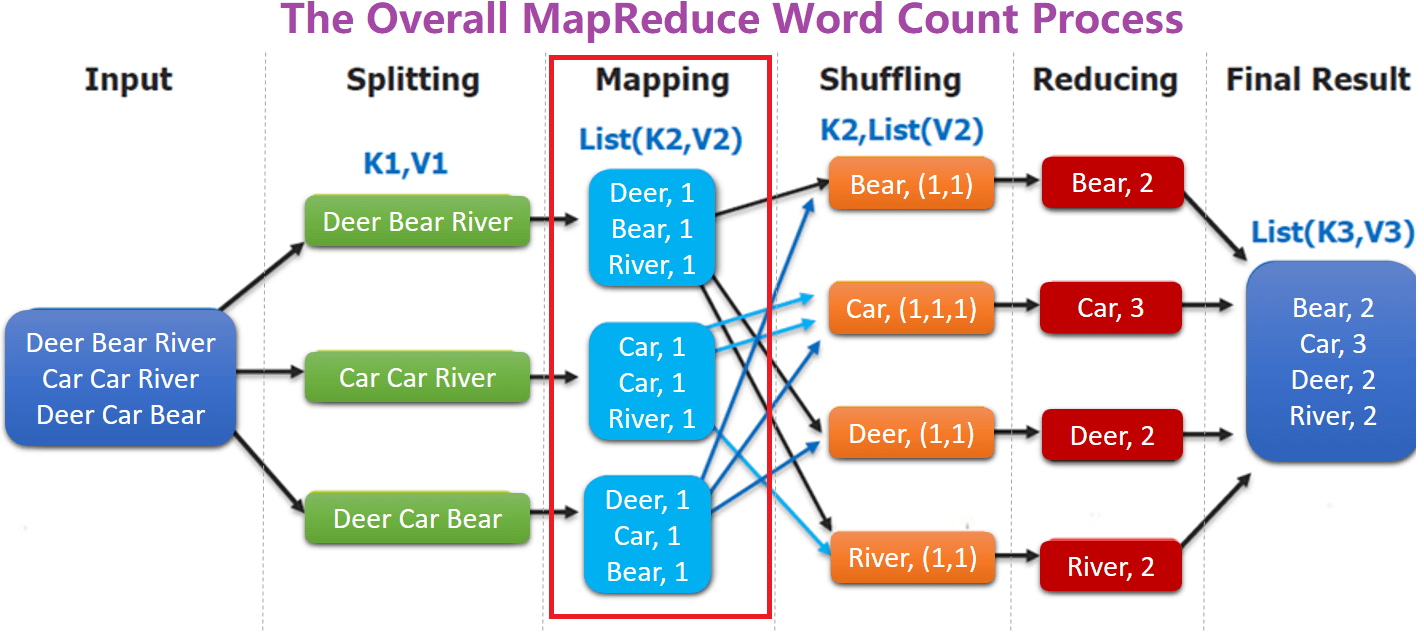 The Overall MapReduce Word Count Process
Input
Splitting
Mapping
Shuffling
Reducing
Final Result
K1,V1
List(K2,V2)
K2,List(V2)
List(K3,V3)
Deer Bear River
Car Car River
Deer Car Bear
Deer Bear River
Car Car River
Deer Car Bear
Deer, 1
Bear, 1
River, 1
Car, 1
Car, 1
River, 1
Deer, 1
Car, 1
Bear, 1
Bear, (1,1)
Car, (1,1,1)
Deer, (1,1)
River, (1,1)
Bear, 2
Car, 3
Deer, 2
River, 2
Bear, 2
Car, 3
Deer, 2
River, 2